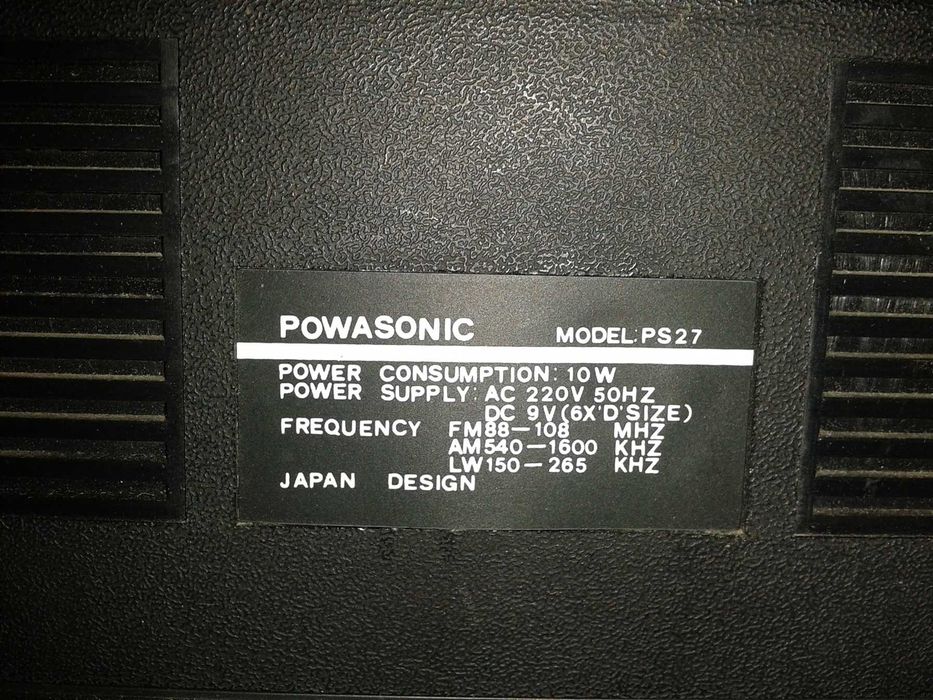 POWASONIC MODEL:PS27
POWER CONSUMPTION: 10W
POWER SUPPLY: AC 220V 50HZ
DC 9V(6X'D'SIZE)
FREQUENCY FM88-108 MHZ
AM540-1600 KHZ
LW150-265 KHZ
JAPAN DESIGN